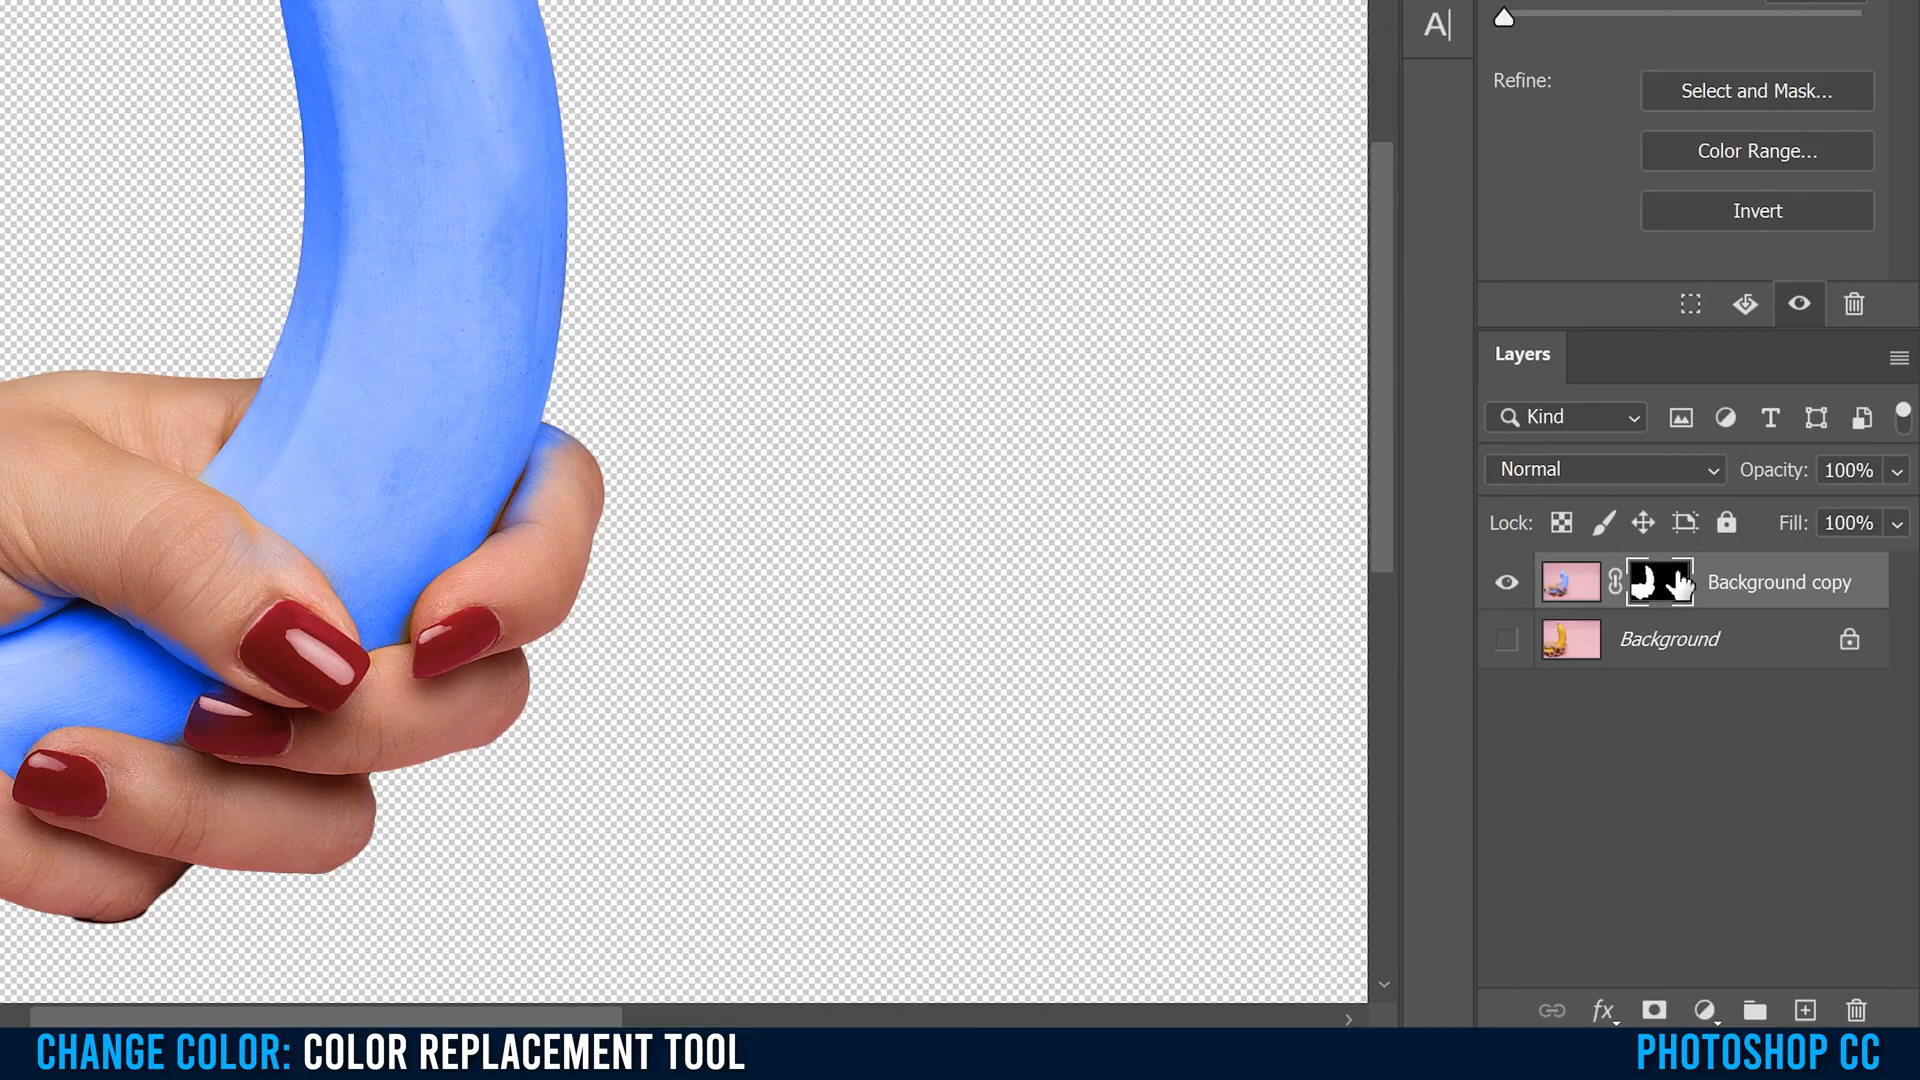 A
Refine:
Select and Mask...
Color Range...
Invert
Layers
Kind
T
Normal
Opacity: 100%
Lock:
Fill: 100%
Background copy
Background
fx
CHANGE COLOR: COLOR REPLACEMENT TOOL
PHOTOSHOP CC